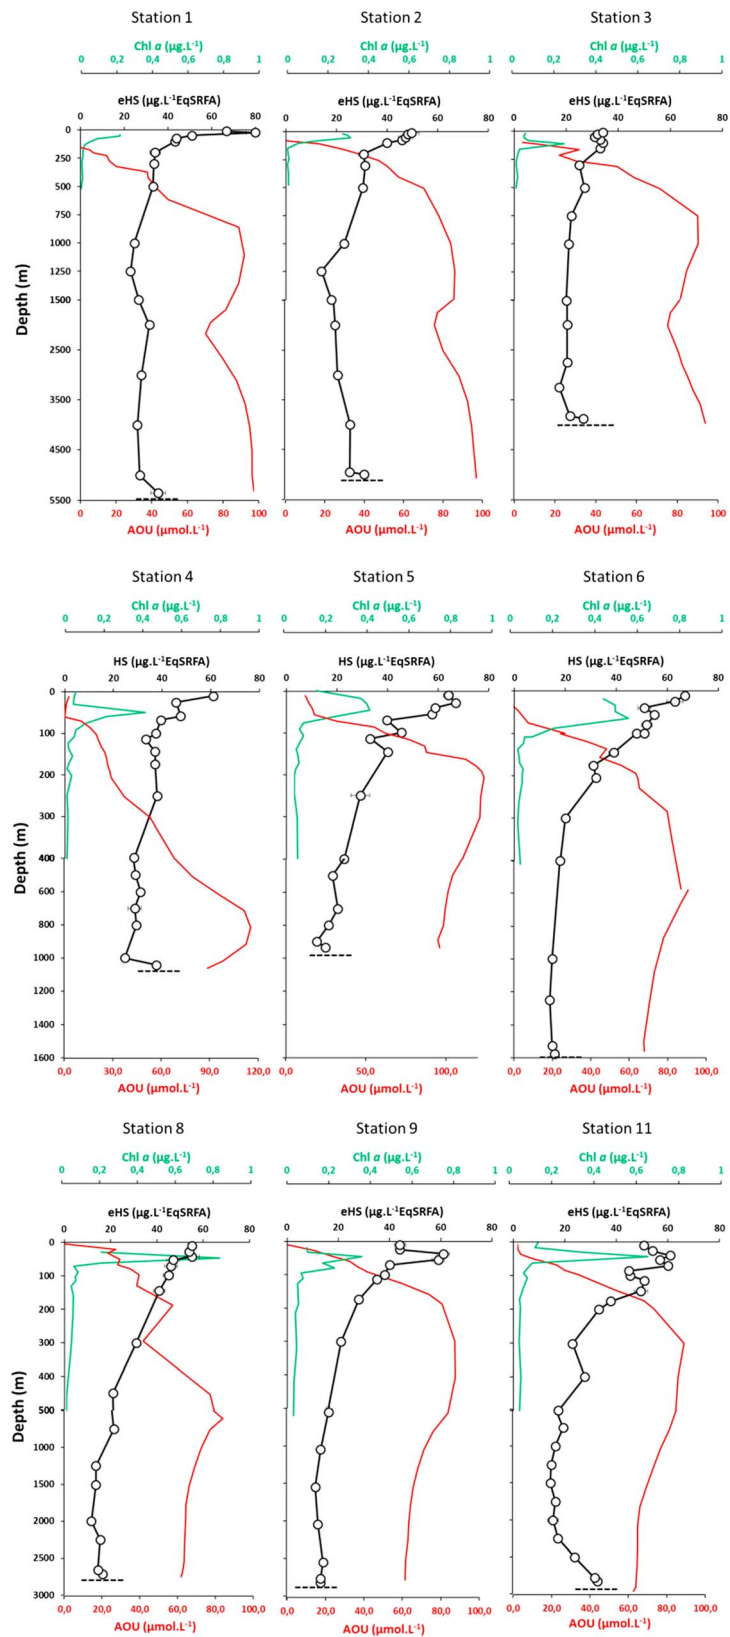 Station 1 Station 2 Station 3
Chl a (µg.L-1) Chl a (µg.L-1) Chl a (µg.L-1)
0 0,2 0,4 0,6 0,8 1 0 0,2 0,4 0,6 0,8 1 0 0,2 0,4 0,6 0,8 1
eHS (µg.L-1EqSRFA) eHS (µg.L-1EqSRFA) eHS (µg.L-1EqSRFA)
0 20 40 60 80 0 20 40 60 80 0 20 40 60 80
Depth (m)
0
250
500
750
1000
1250
1500
2500
3500
4500
5500
0 20 40 60 80 100 0 20 40 60 80 100 0 20 40 60 80 100
AOU (µmol.L-1) AOU (µmol.L-1) AOU (µmol.L-1)
Station 4 Station 5 Station 6
Chl a (µg.L-1) Chl a (µg.L-1) Chl a (µg.L-1)
0 0,2 0,4 0,6 0,8 1 0 0,2 0,4 0,6 0,8 1 0 0,2 0,4 0,6 0,8 1
HS (µg.L-1EqSRFA) HS (µg.L-1EqSRFA) HS (µg.L-1EqSRFA)
0 20 40 60 80 0 20 40 60 80 0 20 40 60 80
Depth (m)
0
100
200
300
400
600
800
1000
1200
1400
1600
0,0 30,0 60,0 90,0 120,0 0,0 50,0 100,0 0,0 20,0 40,0 60,0 80,0 100,0
AOU (µmol.L-1) AOU (µmol.L-1) AOU (µmol.L-1)
Station 8 Station 9 Station 11
Chl a (µg.L-1) Chl a (µg.L-1) Chl a (µg.L-1)
0 0,2 0,4 0,6 0,8 1 0 0,2 0,4 0,6 0,8 1 0 0,2 0,4 0,6 0,8 1
eHS (µg.L-1EqSRFA) eHS (µg.L-1EqSRFA) eHS (µg.L-1EqSRFA)
0 20 40 60 80 0 20 40 60 80 0 20 40 60 80
Depth (m)
0
100
200
300
400
500
1000
1500
2000
2500
3000
0,0 20,0 40,0 60,0 80,0 100,0 0,0 20,0 40,0 60,0 80,0 100,0 0,0 20,0 40,0 60,0 80,0 100,0
AOU (µmol.L-1) AOU (µmol.L-1) AOU (µmol.L-1)